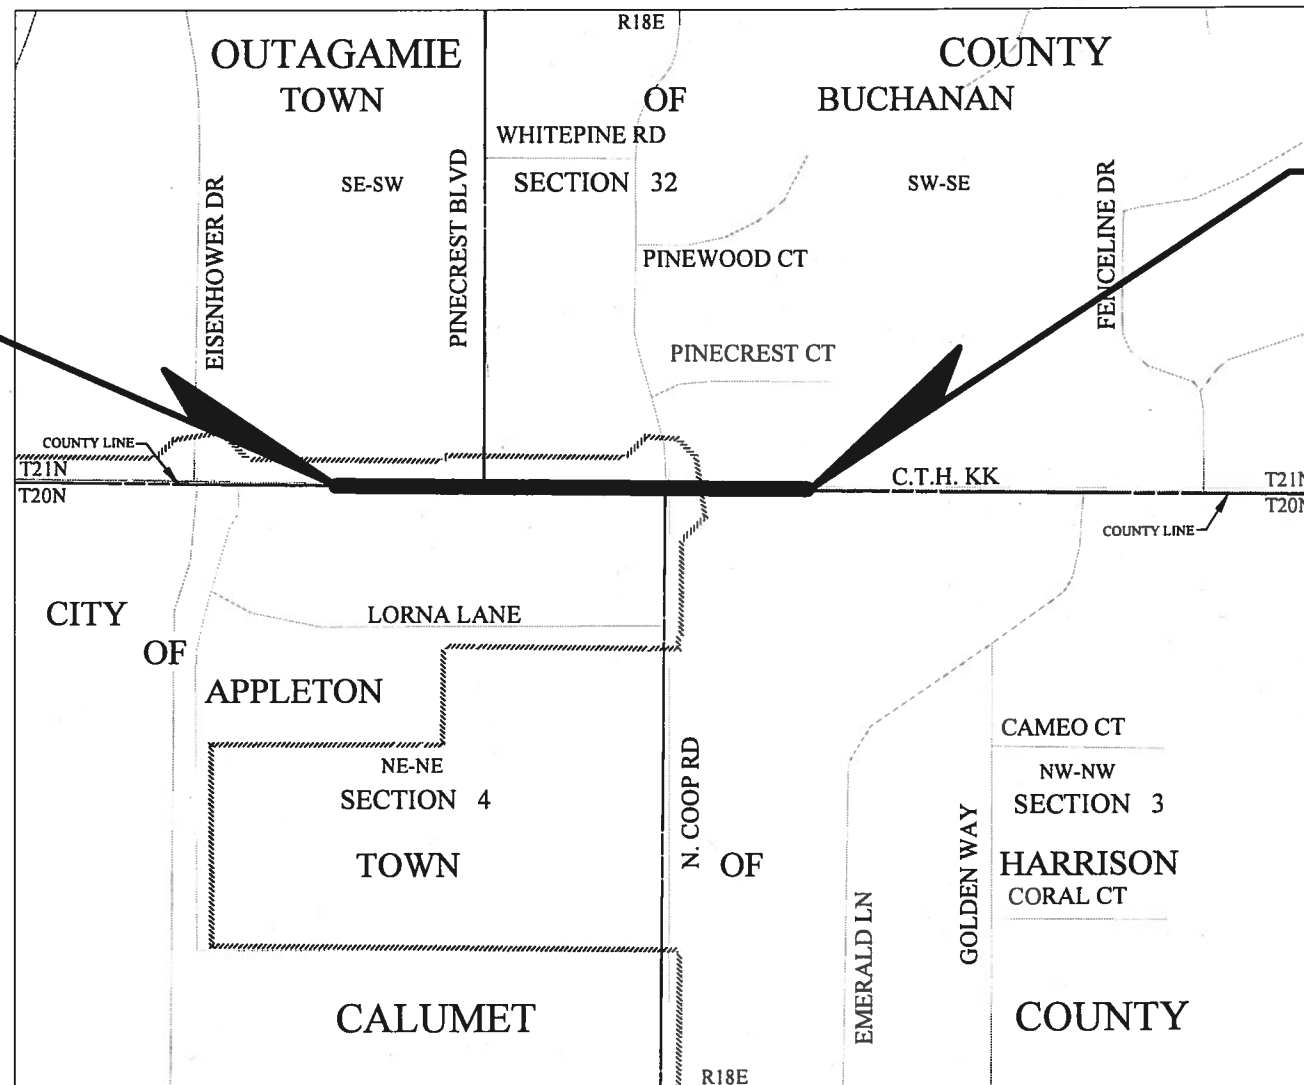 R18E
OUTAGAMIE COUNTY
TOWN OF BUCHANAN
WHITEPINE RD
SE-SW
SECTION 32
SW-SE
EISENHOWER DR
PINECREST BLVD
FENCELINE DR
PINEWOOD CT
PINECREST CT
COUNTY LINE
T21N
T20N
C.T.H. KK
T21N
T20N
COUNTY LINE
CITY
OF
APPLETON
LORNA LANE
NE-NE
SECTION 4
TOWN OF HARRISON
N. COOP RD
CAMEO CT
NW-NW
SECTION 3
GOLDEN WAY
CORAL CT
EMERALD LN
CALUMET COUNTY
R18E